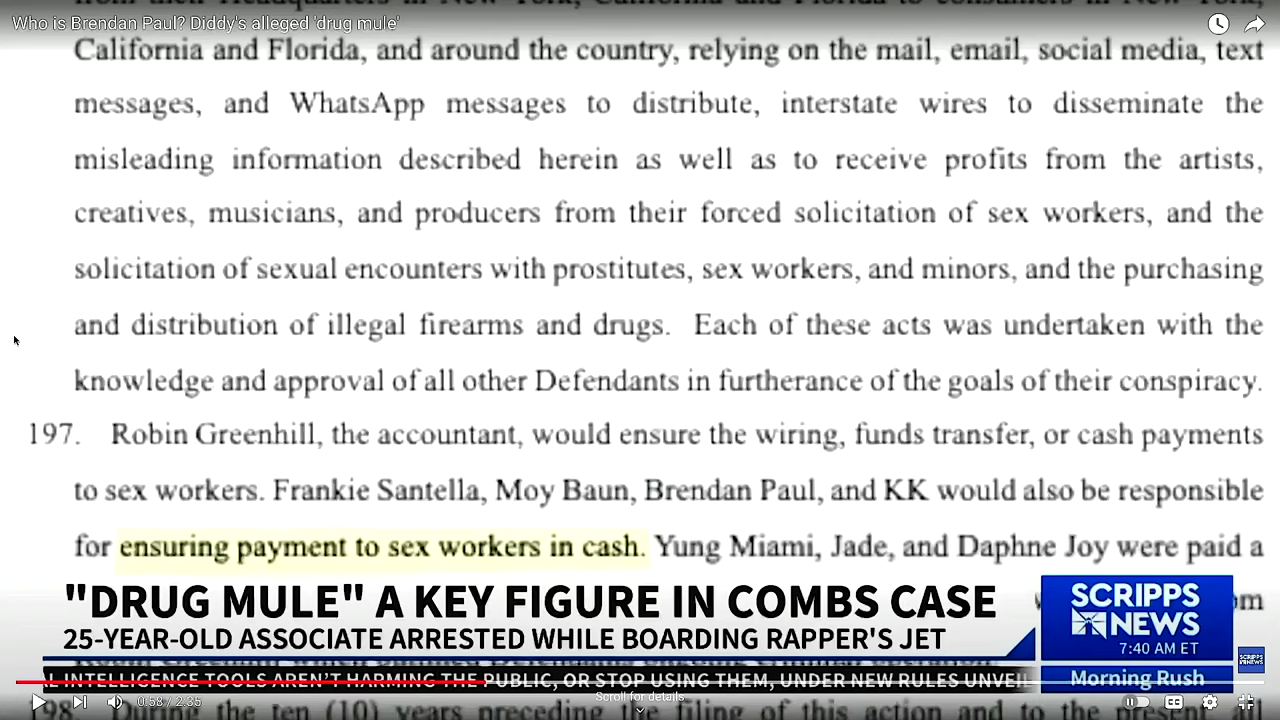 Who is Brendan Paul? Diddy's alleged 'drug mule'
California and Florida, and around the country, relying on the mail, email, social media, text
messages, and WhatsApp messages to distribute, interstate wires to disseminate the
misleading information described herein as well as to receive profits from the artists,
creatives, musicians, and producers from their forced solicitation of sex workers, and the
solicitation of sexual encounters with prostitutes, sex workers, and minors, and the purchasing
and distribution of illegal firearms and drugs. Each of these acts was undertaken with the
knowledge and approval of all other Defendants in furtherance of the goals of their conspiracy.
197. Robin Greenhill, the accountant, would ensure the wiring, funds transfer, or cash payments
to sex workers. Frankie Santella, Moy Baun, Brendan Paul, and KK would also be responsible
for ensuring payment to sex workers in cash. Yung Miami, Jade, and Daphne Joy were paid a
"DRUG MULE" A KEY FIGURE IN COMBS CASE
25-YEAR-OLD ASSOCIATE ARRESTED WHILE BOARDING RAPPER'S JET
SCRIPPS
NEWS
7:40 AM ET
Morning Rush
INTELLIGENCE TOOLS AREN'T HARMING THE PUBLIC, OR STOP USING THEM, UNDER NEW RULES UNVEIL
0:58 / 2:35
Scroll for details